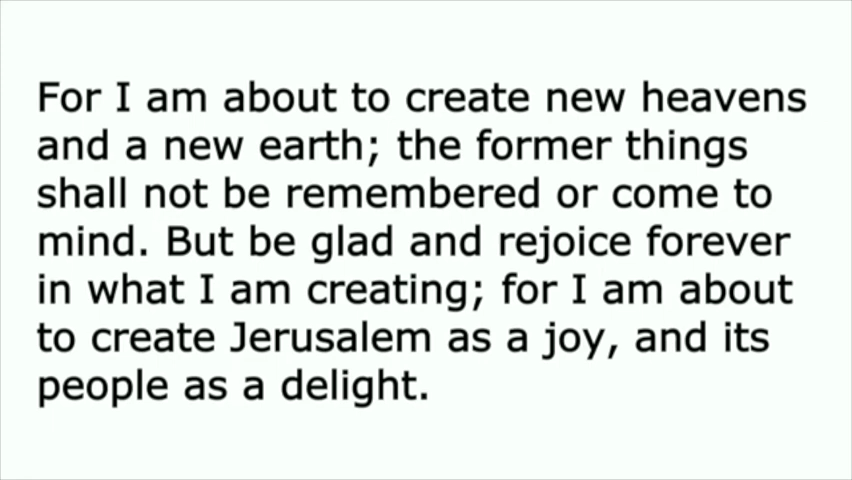 For I am about to create new heavens
and a new earth; the former things
shall not be remembered or come to
mind. But be glad and rejoice forever
in what I am creating; for I am about
to create Jerusalem as a joy, and its
people as a delight.